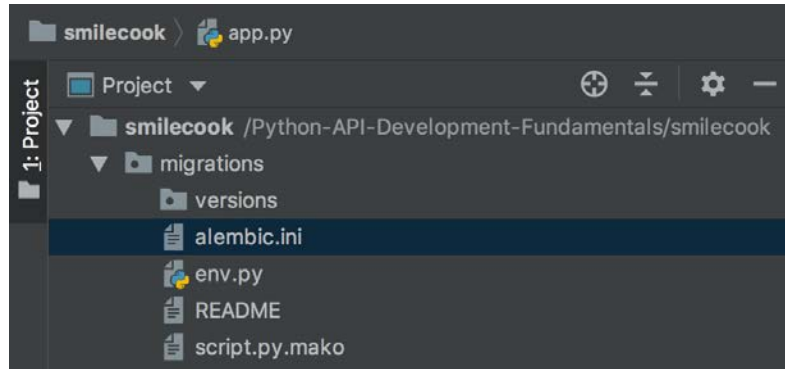 smilecook app.py
1: Project
Project
smilecook /Python-API-Development-Fundamentals/smilecook
migrations
versions
alembic.ini
env.py
README
script.py.mako